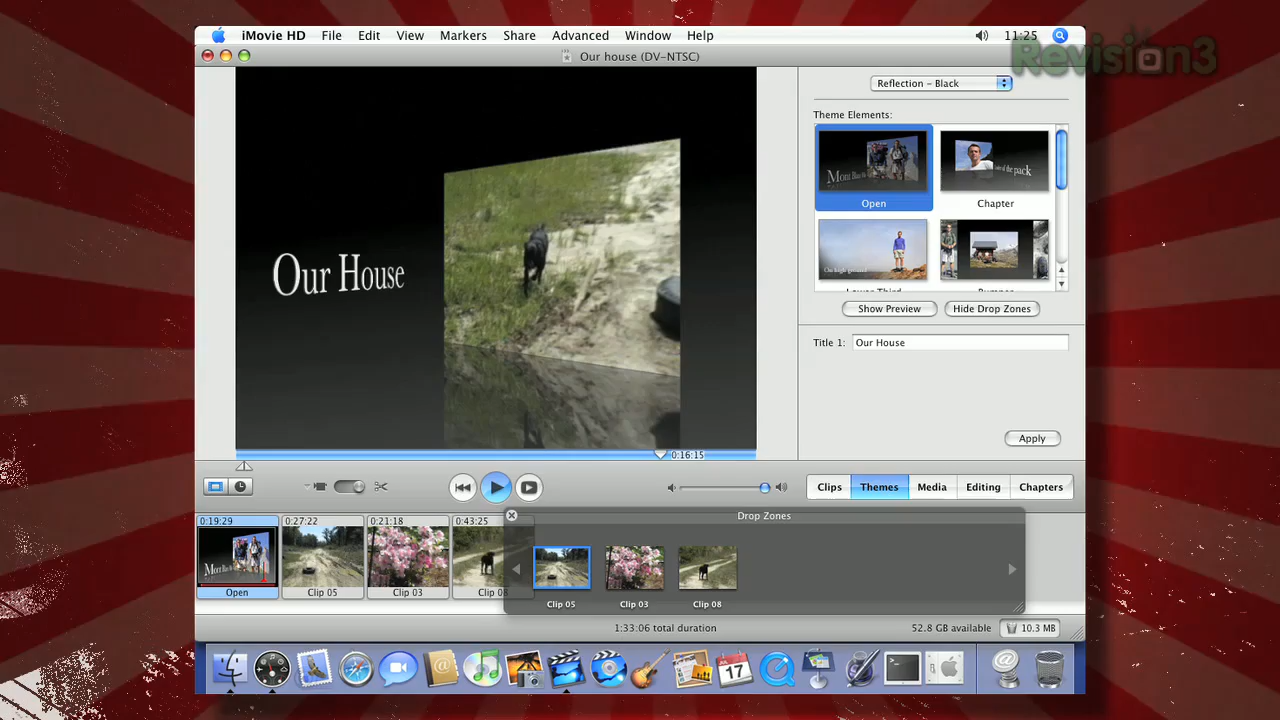 iMovie HD File Edit View Markers Share Advanced Window Help 11:25
Revision3
Our house (DV-NTSC)
Reflection - Black
Theme Elements:
Open Chapter
Our House
Show Preview Hide Drop Zones
Title 1: Our House
Apply
0:16:15
Clips Themes Media Editing Chapters
Drop Zones
0:19:29 0:27:22 0:21:18 0:43:25
Open Clip 05 Clip 03 Clip 08
Clip 05 Clip 03 Clip 08
1:33:06 total duration 52.8 GB available 10.3 MB
JUL
17